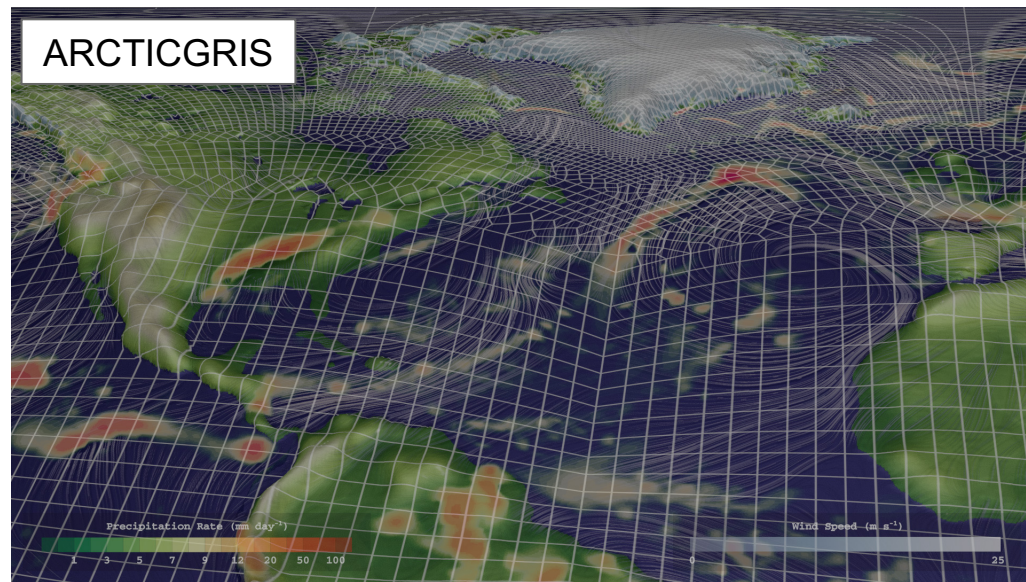 ARCTICGRIS
Precipitation Rate (mm day⁻¹)
1 3 5 7 9 12 20 50 100
Wind Speed (m s⁻¹)
0 25